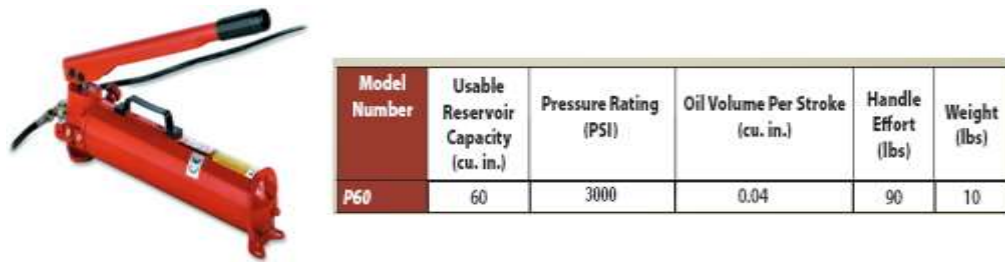 Model Number
Usable Reservoir Capacity (cu. in.)
Pressure Rating (PSI)
Oil Volume Per Stroke (cu. in.)
Handle Effort (lbs)
Weight (lbs)
P60
60
3000
0.04
90
10
CE